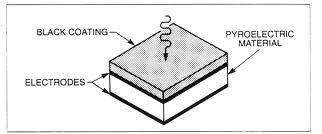 BLACK COATING
PYROELECTRIC
MATERIAL
ELECTRODES